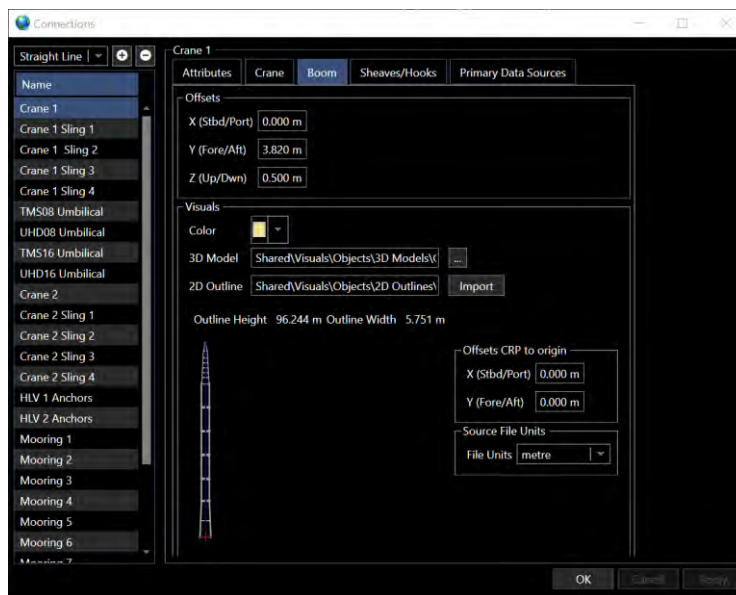 Connections
Straight Line
Name
Crane 1
Crane 1 Sling 1
Crane 1 Sling 2
Crane 1 Sling 3
Crane 1 Sling 4
TMS08 Umbilical
UHD08 Umbilical
TMS16 Umbilical
UHD16 Umbilical
Crane 2
Crane 2 Sling 1
Crane 2 Sling 2
Crane 2 Sling 3
Crane 2 Sling 4
HLV 1 Anchors
HLV 2 Anchors
Mooring 1
Mooring 2
Mooring 3
Mooring 4
Mooring 5
Mooring 6
Mooring 7
Crane 1
Attributes Crane Boom Sheaves/Hooks Primary Data Sources
Offsets
X (Stbd/Port) 0.000 m
Y (Fore/Aft) 3.820 m
Z (Up/Dwn) 0.500 m
Visuals
Color
3D Model Shared\Visuals\Objects\3D Models\ ...
2D Outline Shared\Visuals\Objects\2D Outlines\ Import
Outline Height 96.244 m Outline Width 5.751 m
Offsets CRP to origin
X (Stbd/Port) 0.000 m
Y (Fore/Aft) 0.000 m
Source File Units
File Units metre
OK Cancel Apply